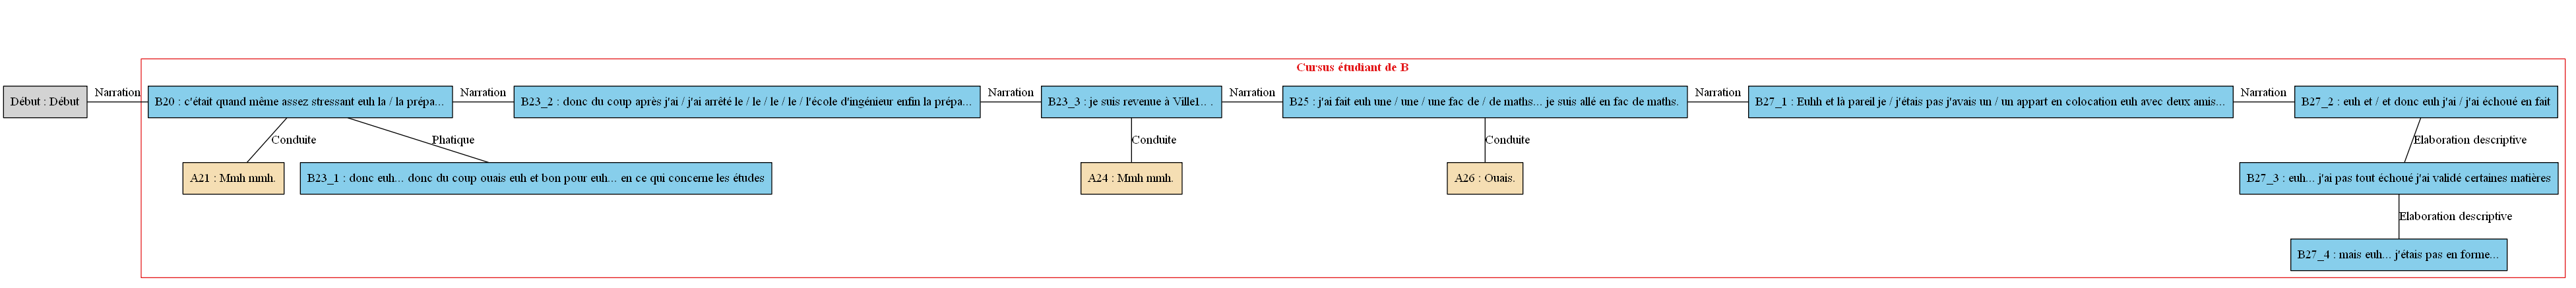 Cursus étudiant de B
Début : Début
Narration
B20 : c'était quand même assez stressant euh la / la prépa...
Narration
B23_2 : donc du coup après j'ai / j'ai arrêté le / le / le / le / l'école d'ingénieur enfin la prépa...
Narration
B23_3 : je suis revenue à Ville1.. .
Narration
B25 : j'ai fait euh une / une / une fac de / de maths... je suis allé en fac de maths.
Narration
B27_1 : Euhh et là pareil je / j'étais pas j'avais un / un appart en colocation euh avec deux amis...
Narration
B27_2 : euh et / et donc euh j'ai / j'ai échoué en fait
Conduite
Phatique
Conduite
Conduite
Elaboration descriptive
A21 : Mmh mmh.
B23_1 : donc euh... donc du coup ouais euh et bon pour euh... en ce qui concerne les études
A24 : Mmh mmh.
A26 : Ouais.
B27_3 : euh... j'ai pas tout échoué j'ai validé certaines matières
Elaboration descriptive
B27_4 : mais euh... j'étais pas en forme...